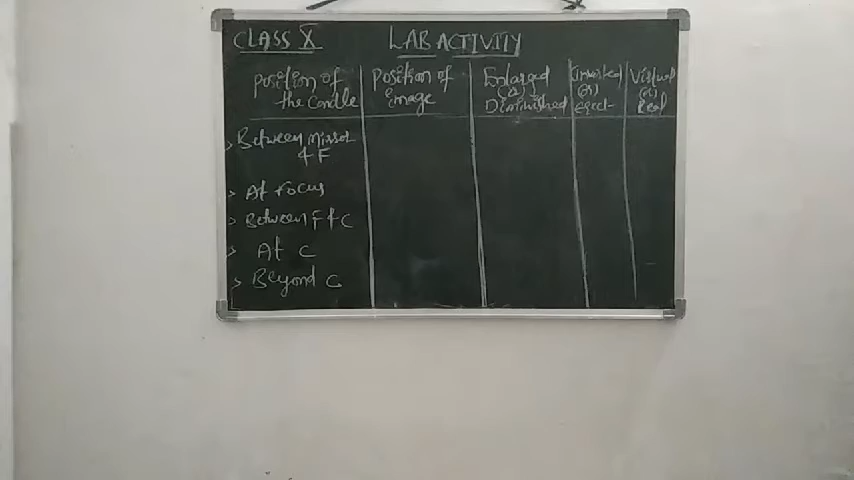 CLASS X LAB ACTIVITY
Position of the Candle
Position of image
Enlarged (or) Diminished
Inverted (or) erect
Virtual (or) Real
Between Mirror & F
At Focus
Between F & C
At C
Beyond C